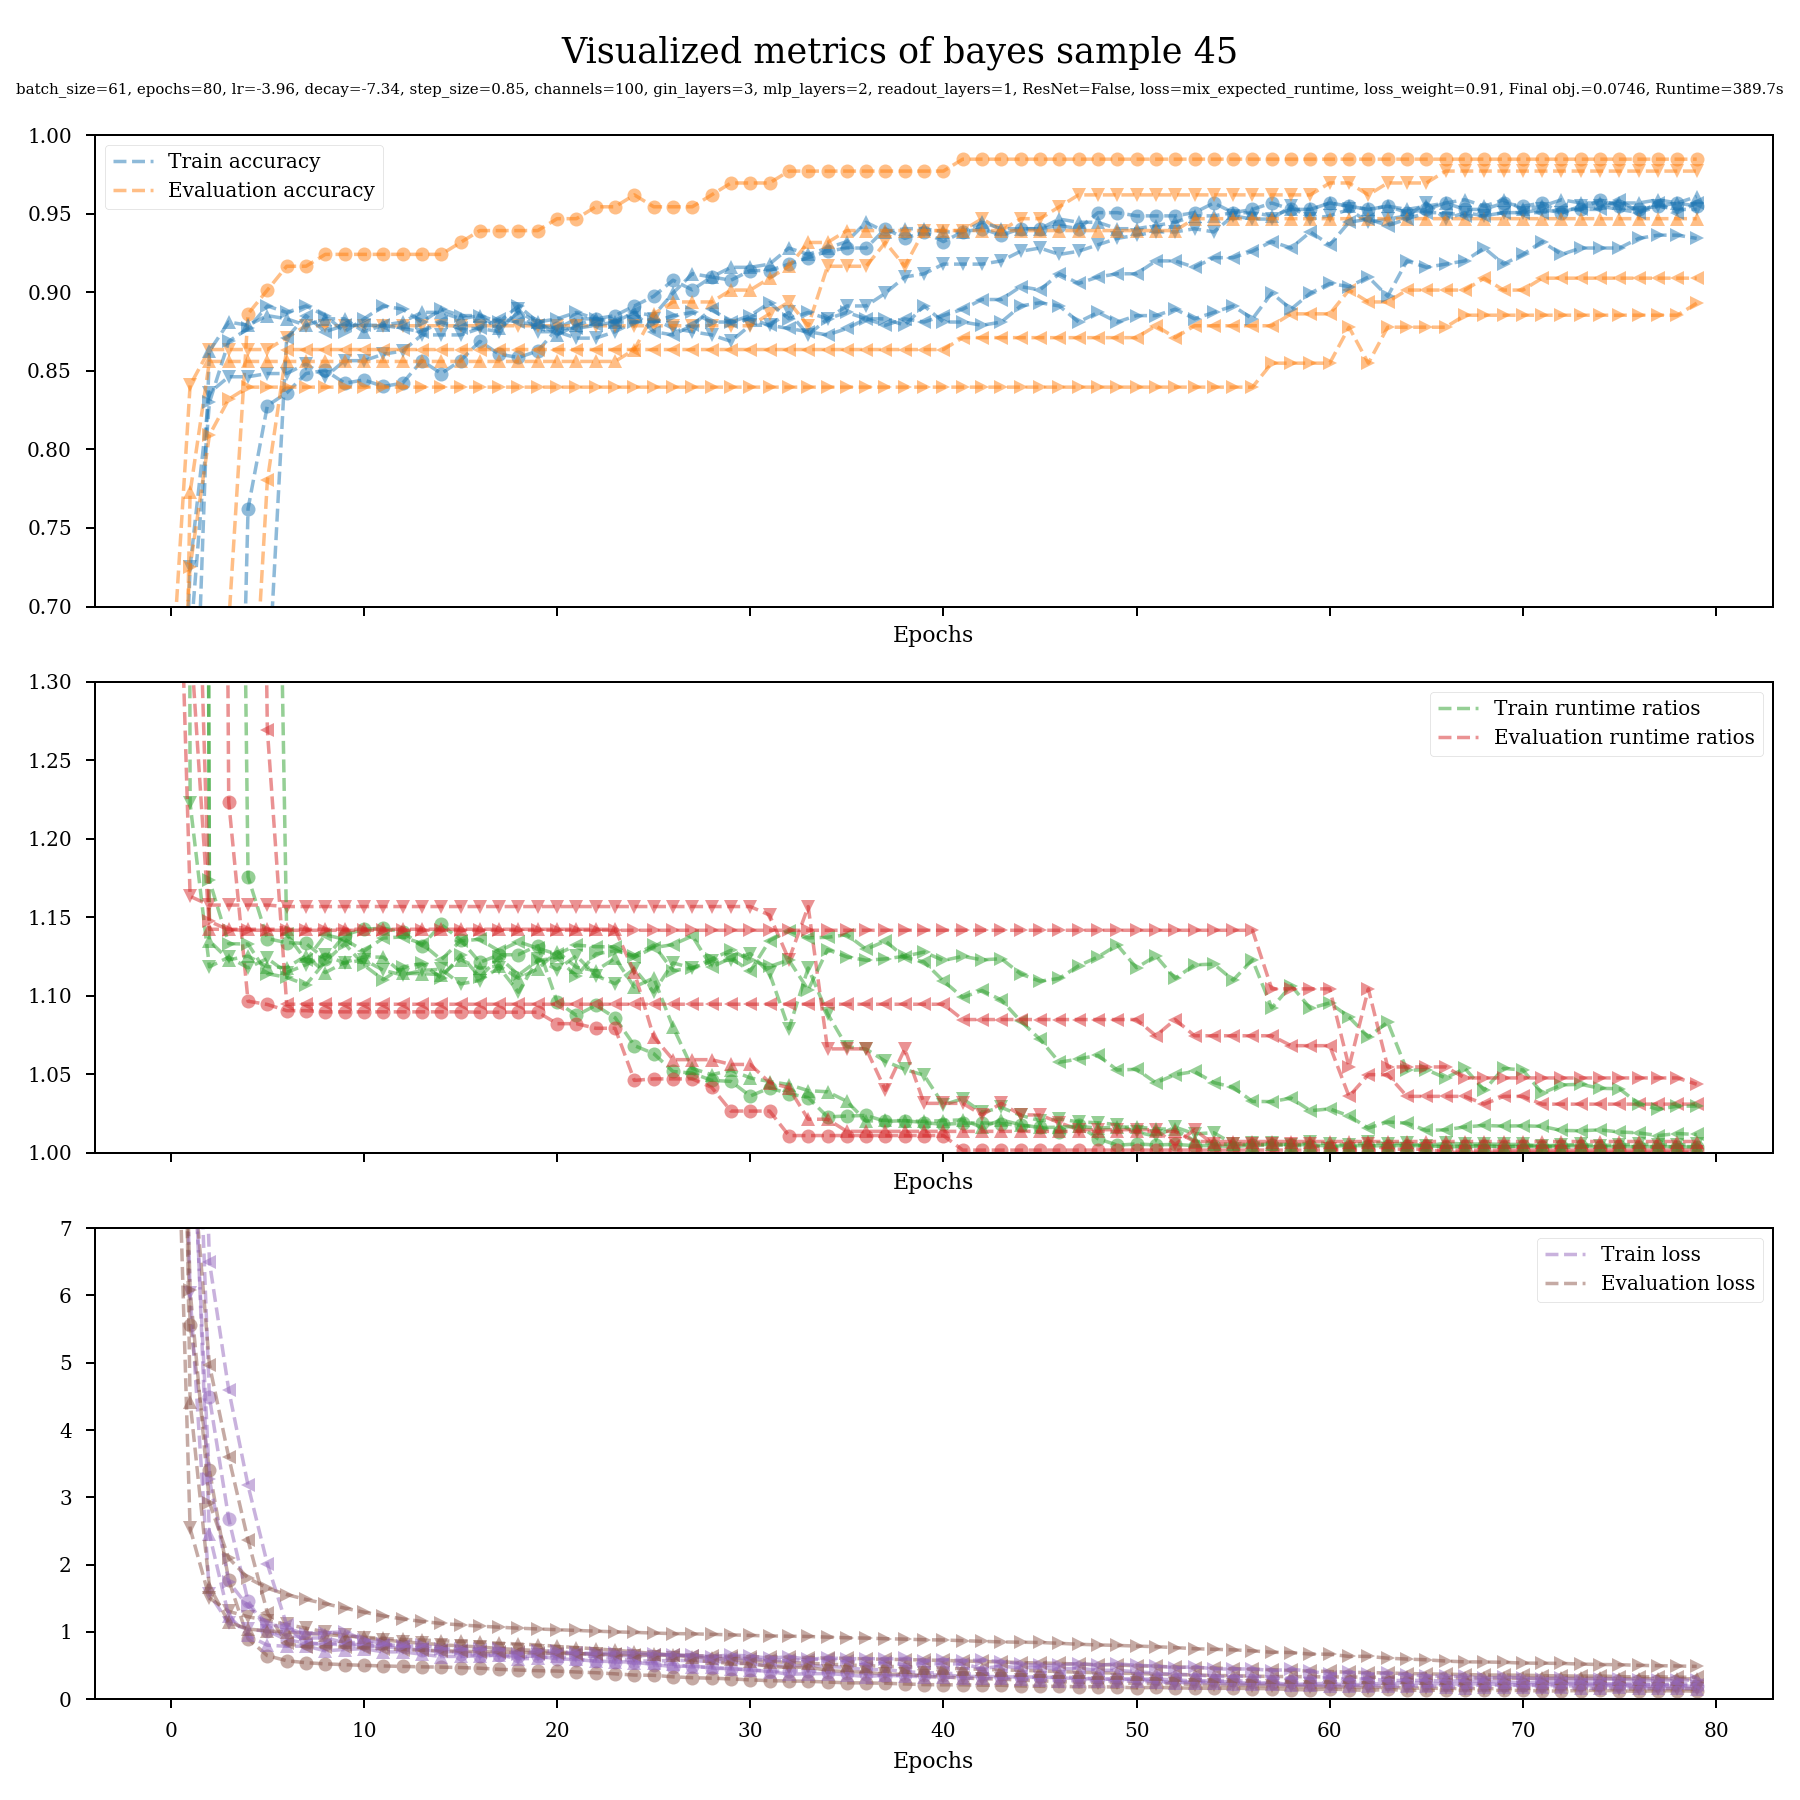 Visualized metrics of bayes sample 45
batch_size=61, epochs=80, lr=-3.96, decay=-7.34, step_size=0.85, channels=100, gin_layers=3, mlp_layers=2, readout_layers=1, ResNet=False, loss=mix_expected_runtime, loss_weight=0.91, Final obj.=0.0746, Runtime=389.7s
1.00
Train accuracy
Evaluation accuracy
0.95
0.90
0.85
0.80
0.75
0.70
Epochs
1.30
Train runtime ratios
Evaluation runtime ratios
1.25
1.20
1.15
1.10
1.05
1.00
Epochs
7
Train loss
Evaluation loss
6
5
4
3
2
1
0
0 10 20 30 40 50 60 70 80
Epochs